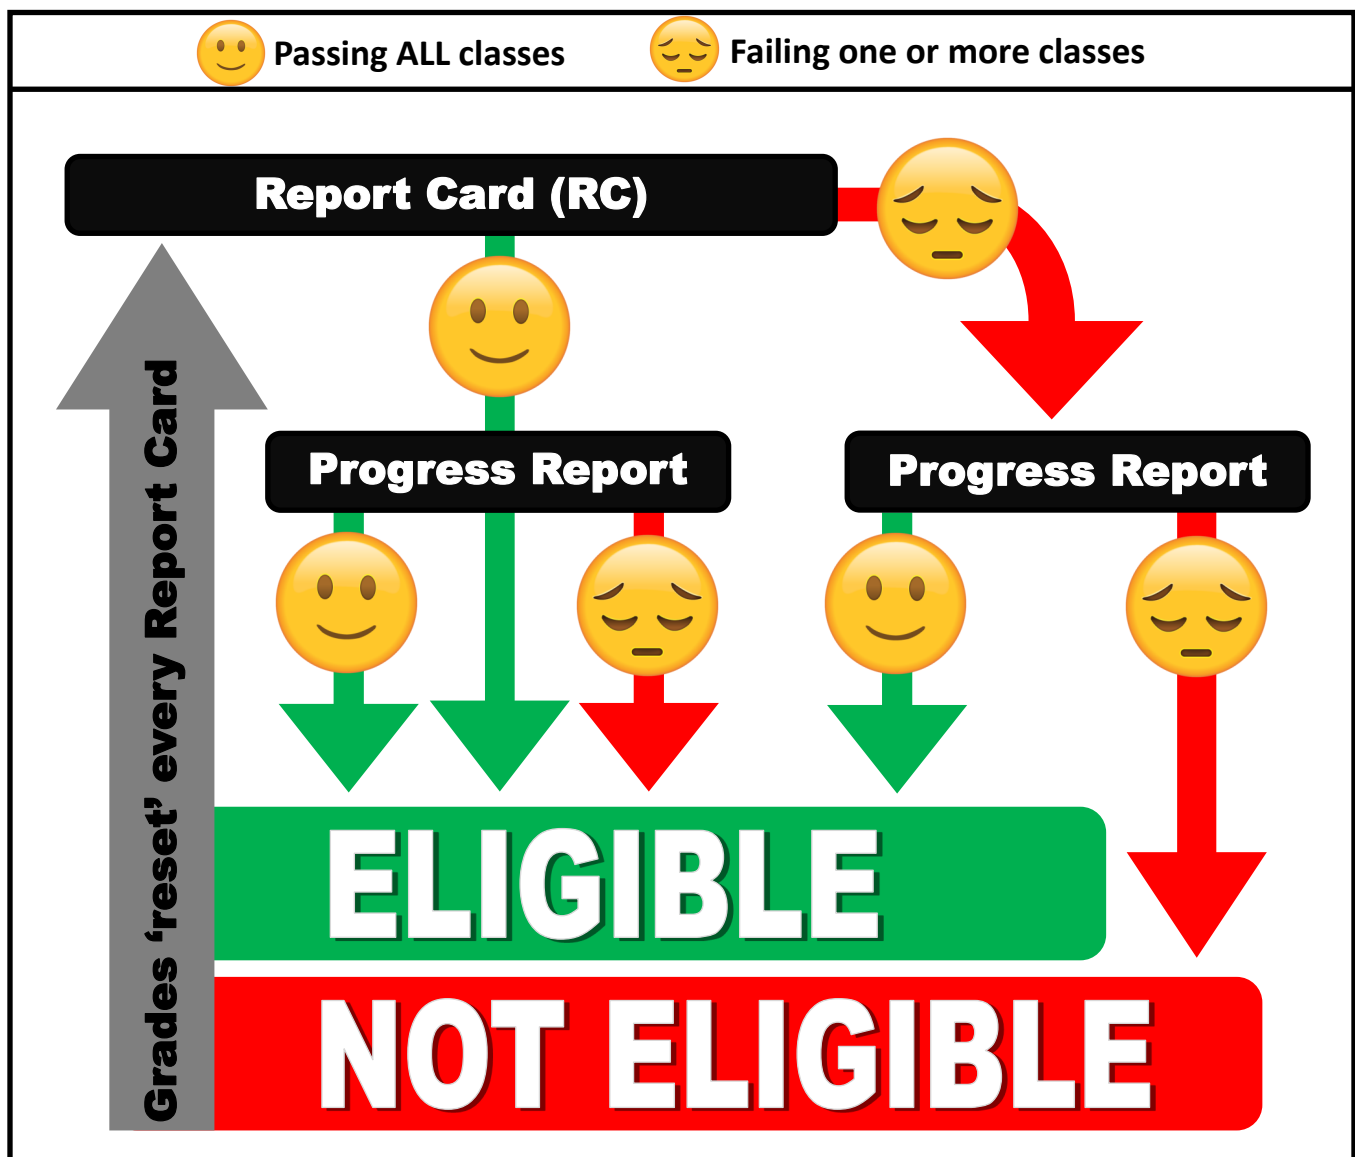 Passing ALL classes
Failing one or more classes
Report Card (RC)
Progress Report
Progress Report
Grades ‘reset’ every Report Card
ELIGIBLE
NOT ELIGIBLE